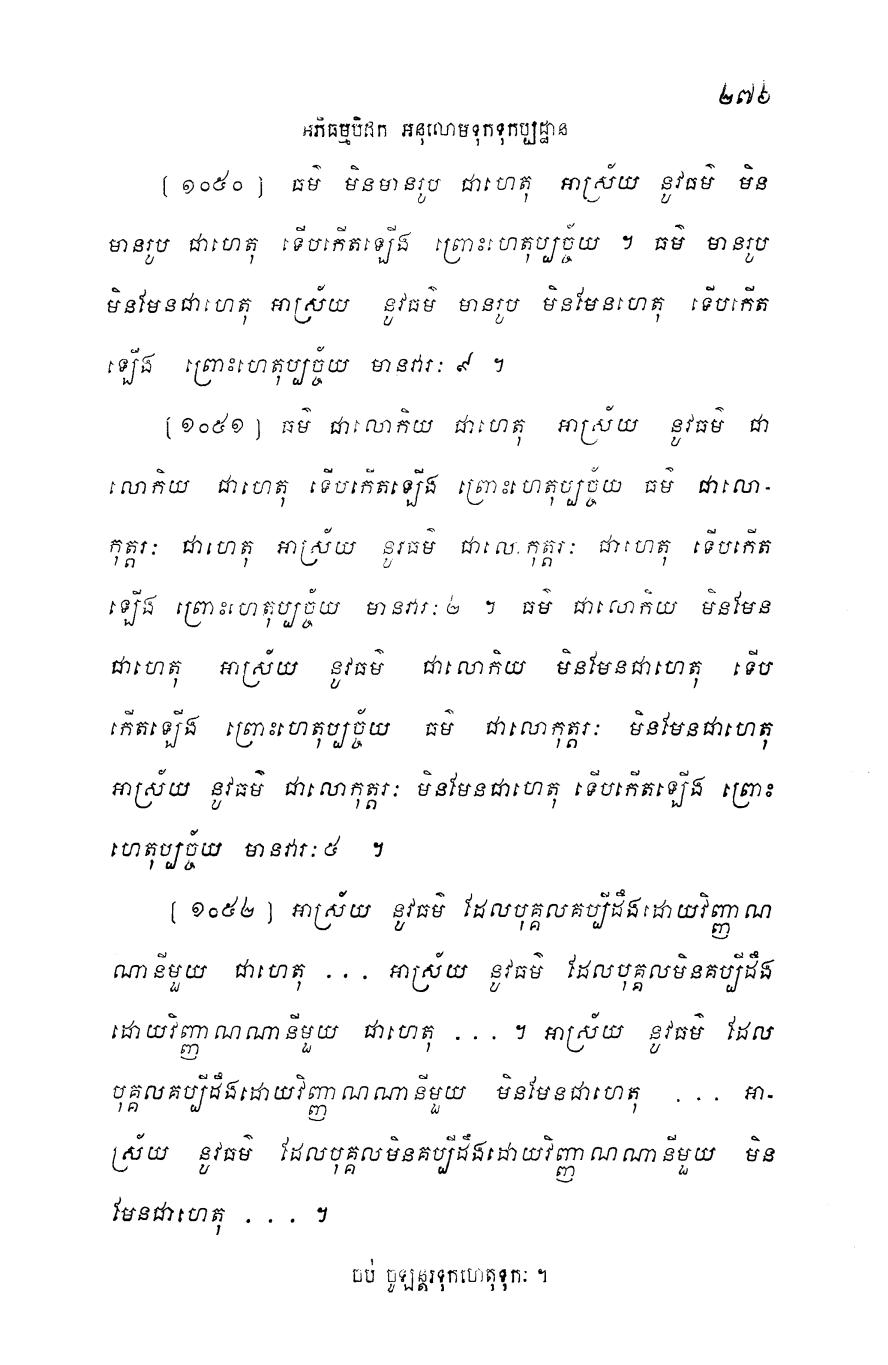 ២៧៦
អភិធម្មបិដក អនុលោមទុកទុកប្បដ្ឋាន
[ ១០៥០ ] ធម៌ មិនមានរូប ជាហេតុ អាស្រ័យ នូវធម៌ មិន
មានរូប ជាហេតុ ទើបកើតឡើង ព្រោះហេតុប្បច្ច័យ ។ ធម៌ មានរូប
មិនមែនជាហេតុ អាស្រ័យ នូវធម៌ មានរូប មិនមែនហេតុ ទើបកើត
ឡើង ព្រោះហេតុប្បច្ច័យ មានវារៈ ៩ ។
[ ១០៥១ ] ធម៌ ជាលោកិយ ជាហេតុ អាស្រ័យ នូវធម៌ ជា
លោកិយ ជាហេតុ ទើបកើតឡើង ព្រោះហេតុប្បច្ច័យ ធម៌ ជាលោ-
កុត្តរៈ ជាហេតុ អាស្រ័យ នូវធម៌ ជាលោកុត្តរៈ ជាហេតុ ទើបកើត
ឡើង ព្រោះហេតុប្បច្ច័យ មានវារៈ ២ ។ ធម៌ ជាលោកិយ មិនមែន
ជាហេតុ អាស្រ័យ នូវធម៌ ជាលោកិយ មិនមែនជាហេតុ ទើប
កើតឡើង ព្រោះហេតុប្បច្ច័យ ធម៌ ជាលោកុត្តរៈ មិនមែនជាហេតុ
អាស្រ័យ នូវធម៌ ជាលោកុត្តរៈ មិនមែនជាហេតុ ទើបកើតឡើង ព្រោះ
ហេតុប្បច្ច័យ មានវារៈ ៥ ។
[ ១០៥២ ] អាស្រ័យ នូវធម៌ ដែលបុគ្គលគប្បីដឹងដោយវិញ្ញាណ
ណានីមួយ ជាហេតុ . . . អាស្រ័យ នូវធម៌ ដែលបុគ្គលមិនគប្បីដឹង
ដោយវិញ្ញាណណានីមួយ ជាហេតុ . . . ។ អាស្រ័យ នូវធម៌ ដែល
បុគ្គលគប្បីដឹងដោយវិញ្ញាណណានីមួយ មិនមែនជាហេតុ . . . អា-
ស្រ័យ នូវធម៌ ដែលបុគ្គលមិនគប្បីដឹងដោយវិញ្ញាណណានីមួយ មិន
មែនជាហេតុ . . . ។
ចប់ ចូឡន្តរទុកហេតុទុកៈ ។